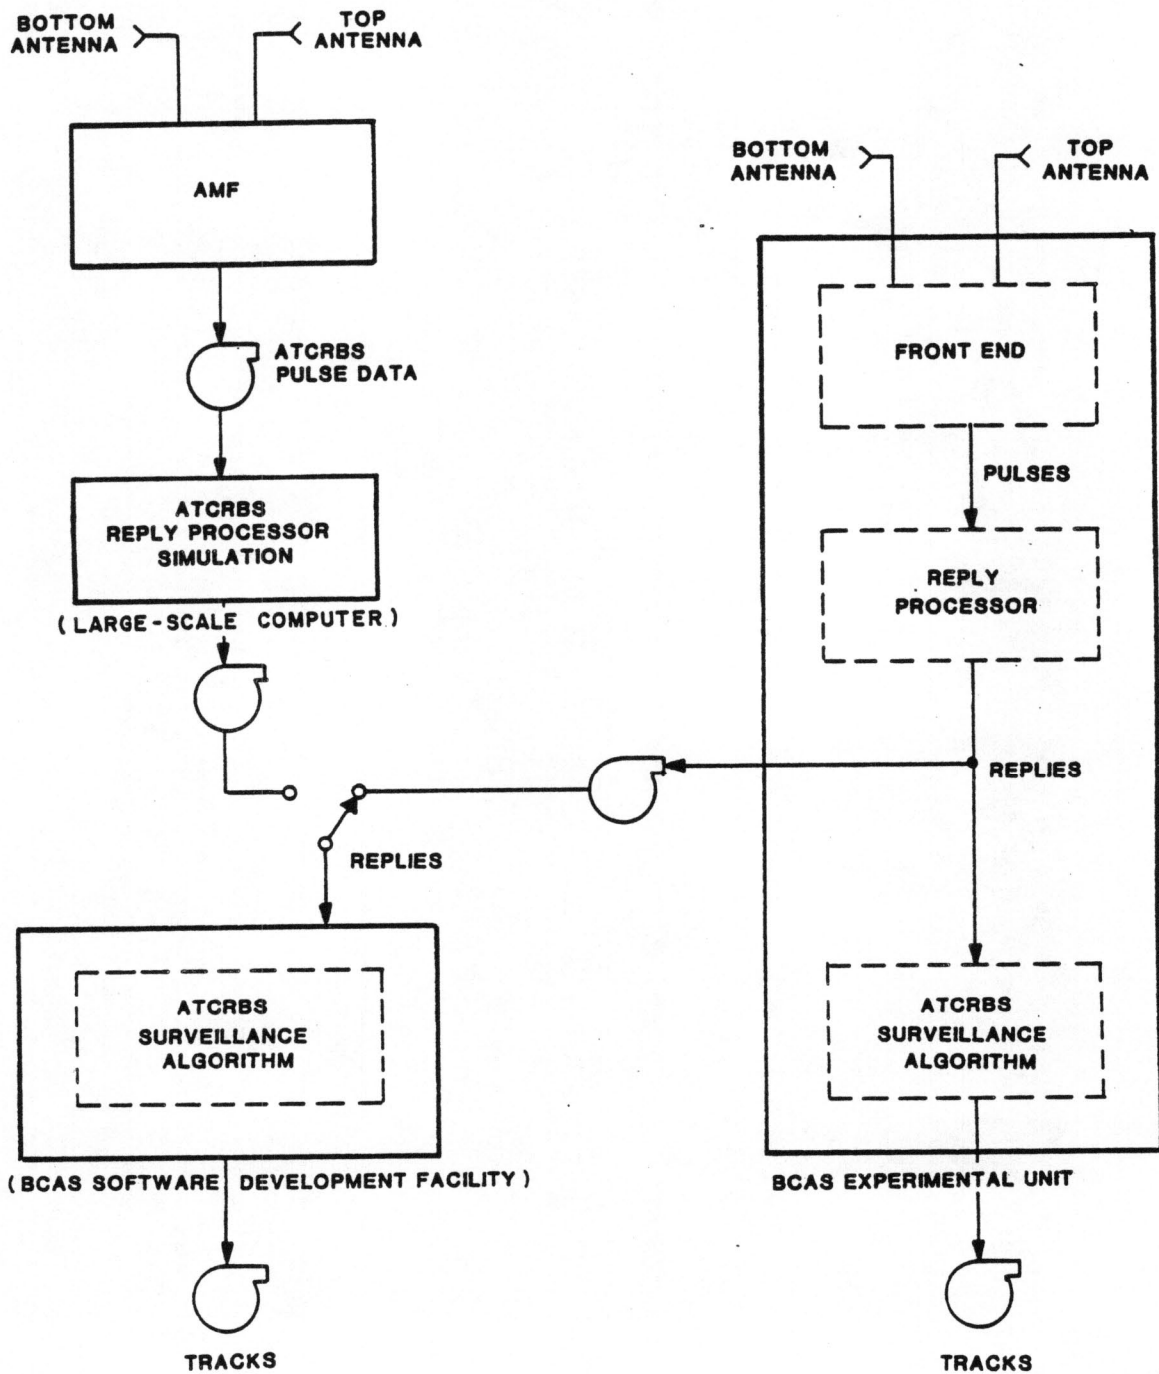 BOTTOM
ANTENNA
TOP
ANTENNA
AMF
ATCRBS
PULSE DATA
ATCRBS
REPLY PROCESSOR
SIMULATION
(LARGE-SCALE COMPUTER)
REPLIES
ATCRBS
SURVEILLANCE
ALGORITHM
(BCAS SOFTWARE DEVELOPMENT FACILITY)
TRACKS
BOTTOM
ANTENNA
TOP
ANTENNA
FRONT END
PULSES
REPLY
PROCESSOR
REPLIES
ATCRBS
SURVEILLANCE
ALGORITHM
BCAS EXPERIMENTAL UNIT
TRACKS